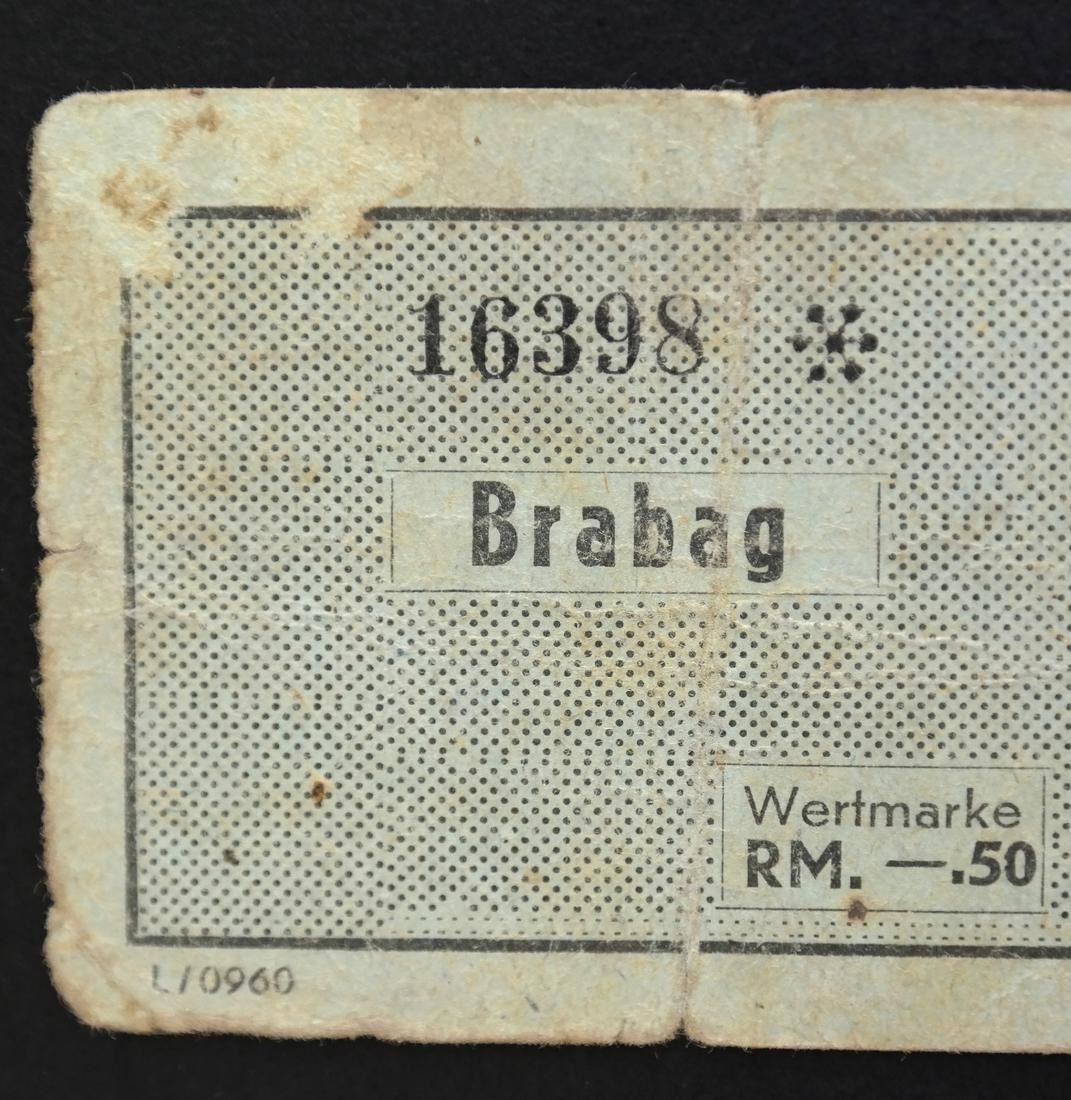 16398 *
Brabag
Wertmarke
RM. —.50
L/0960